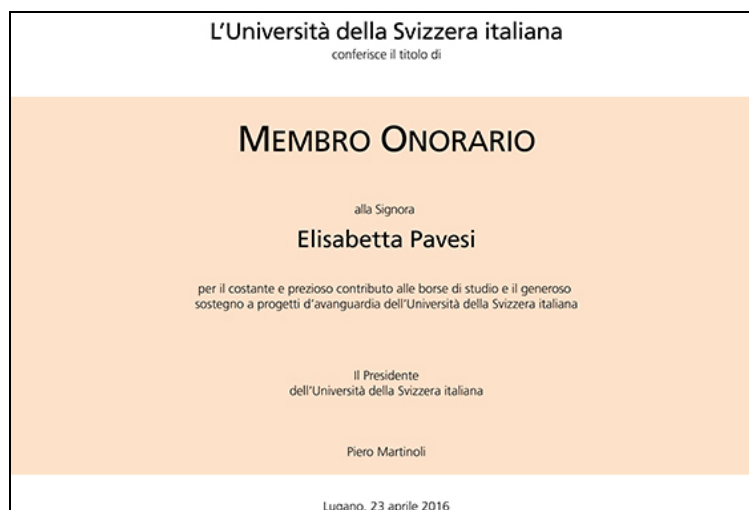 L'Università della Svizzera italiana
conferisce il titolo di
MEMBRO ONORARIO
alla Signora
Elisabetta Pavesi
per il costante e prezioso contributo alle borse di studio e il generoso
sostegno a progetti d'avanguardia dell'Università della Svizzera italiana
Il Presidente
dell'Università della Svizzera italiana
Piero Martinoli
Lugano, 23 aprile 2016